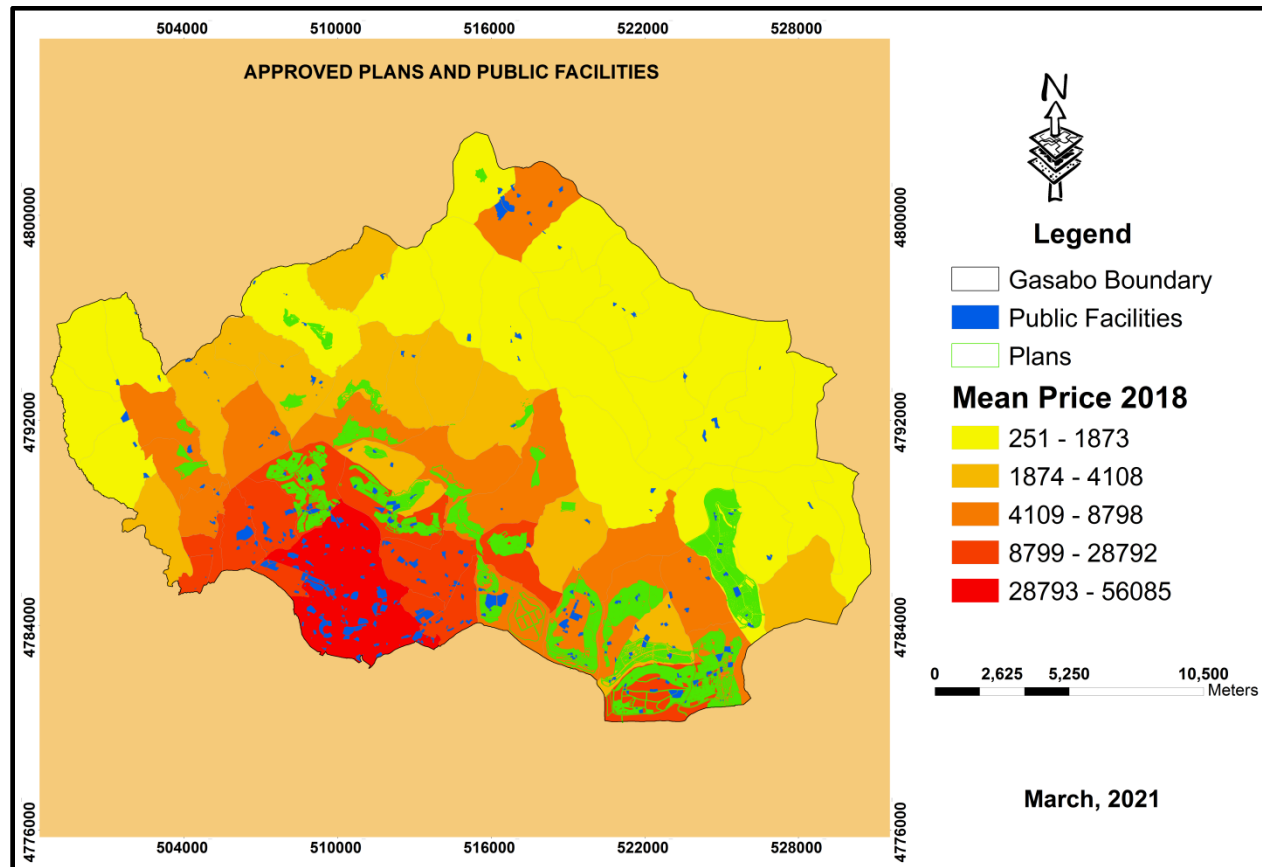 504000 510000 516000 522000 528000
APPROVED PLANS AND PUBLIC FACILITIES
4800000
4792000
4784000
4776000
4800000
4792000
4784000
4776000
504000 510000 516000 522000 528000
N
Legend
Gasabo Boundary
Public Facilities
Plans
Mean Price 2018
251 - 1873
1874 - 4108
4109 - 8798
8799 - 28792
28793 - 56085
0 2,625 5,250 10,500
Meters
March, 2021